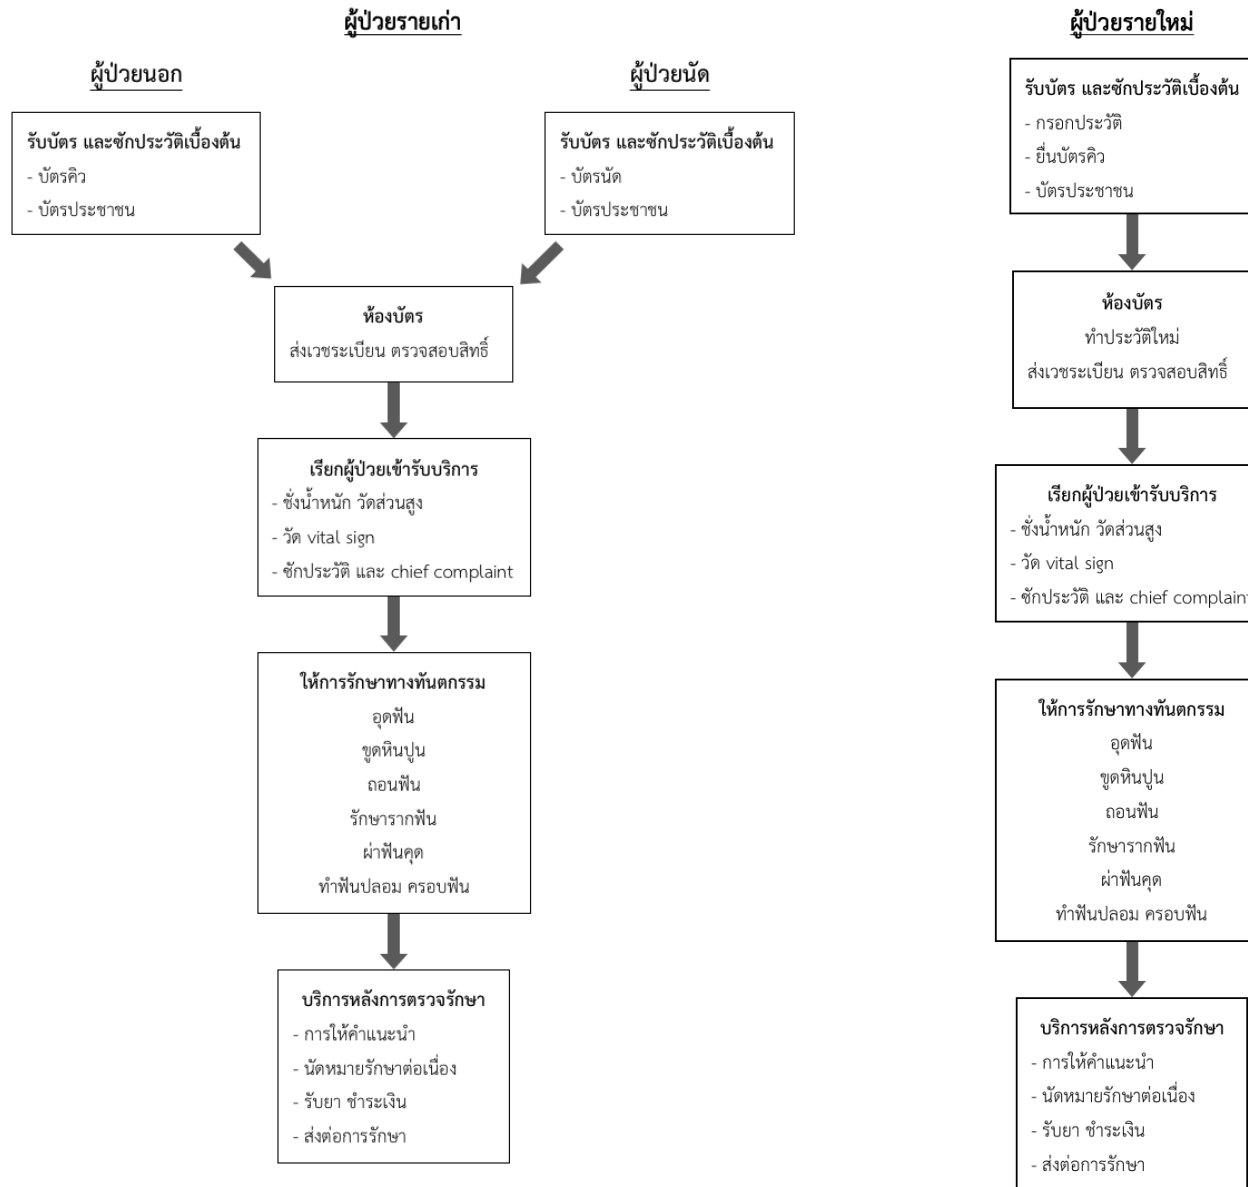 ผู้ป่วยรายเก่า
ผู้ป่วยนอก
รับบัตร และซักประวัติเบื้องต้น
- บัตรคิว
- บัตรประชาชน
ผู้ป่วยนัด
รับบัตร และซักประวัติเบื้องต้น
- บัตรนัด
- บัตรประชาชน
ห้องบัตร
ส่งเวชระเบียน ตรวจสอบสิทธิ์
เรียกผู้ป่วยเข้ารับบริการ
- ชั่งน้ำหนัก วัดส่วนสูง
- วัด vital sign
- ซักประวัติ และ chief complaint
ให้การรักษาทางทันตกรรม
อุดฟัน
ขูดหินปูน
ถอนฟัน
รักษารากฟัน
ผ่าฟันคุด
ทำฟันปลอม ครอบฟัน
บริการหลังการตรวจรักษา
- การให้คำแนะนำ
- นัดหมายรักษาต่อเนื่อง
- รับยา ชำระเงิน
- ส่งต่อการรักษา
ผู้ป่วยรายใหม่
รับบัตร และซักประวัติเบื้องต้น
- กรอกประวัติ
- ยื่นบัตรคิว
- บัตรประชาชน
ห้องบัตร
ทำประวัติใหม่
ส่งเวชระเบียน ตรวจสอบสิทธิ์
เรียกผู้ป่วยเข้ารับบริการ
- ชั่งน้ำหนัก วัดส่วนสูง
- วัด vital sign
- ซักประวัติ และ chief complaint
ให้การรักษาทางทันตกรรม
อุดฟัน
ขูดหินปูน
ถอนฟัน
รักษารากฟัน
ผ่าฟันคุด
ทำฟันปลอม ครอบฟัน
บริการหลังการตรวจรักษา
- การให้คำแนะนำ
- นัดหมายรักษาต่อเนื่อง
- รับยา ชำระเงิน
- ส่งต่อการรักษา